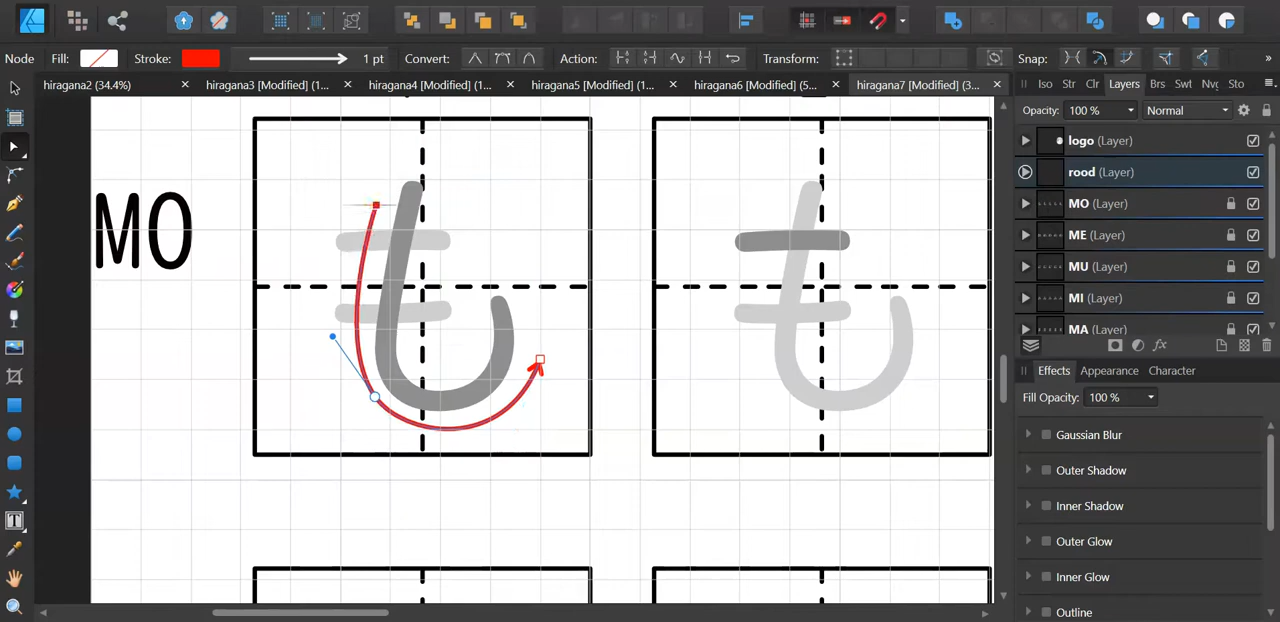 Node Fill: Stroke: 1 pt Convert: Action: Transform: Snap: »
hiragana2 (34.4%) × hiragana3 [Modified] (1... × hiragana4 [Modified] (1... × hiragana5 [Modified] (1... × hiragana6 [Modified] (5... × hiragana7 [Modified] (3... ×
Iso Str Clr Layers Brs Swt Nvg Sto
Opacity: 100 % Normal
logo (Layer)
rood (Layer)
MO (Layer)
ME (Layer)
MU (Layer)
MI (Layer)
MA (Layer)
fx
MO
も も
Effects Appearance Character
Fill Opacity: 100 %
Gaussian Blur
Outer Shadow
Inner Shadow
Outer Glow
Inner Glow
Outline